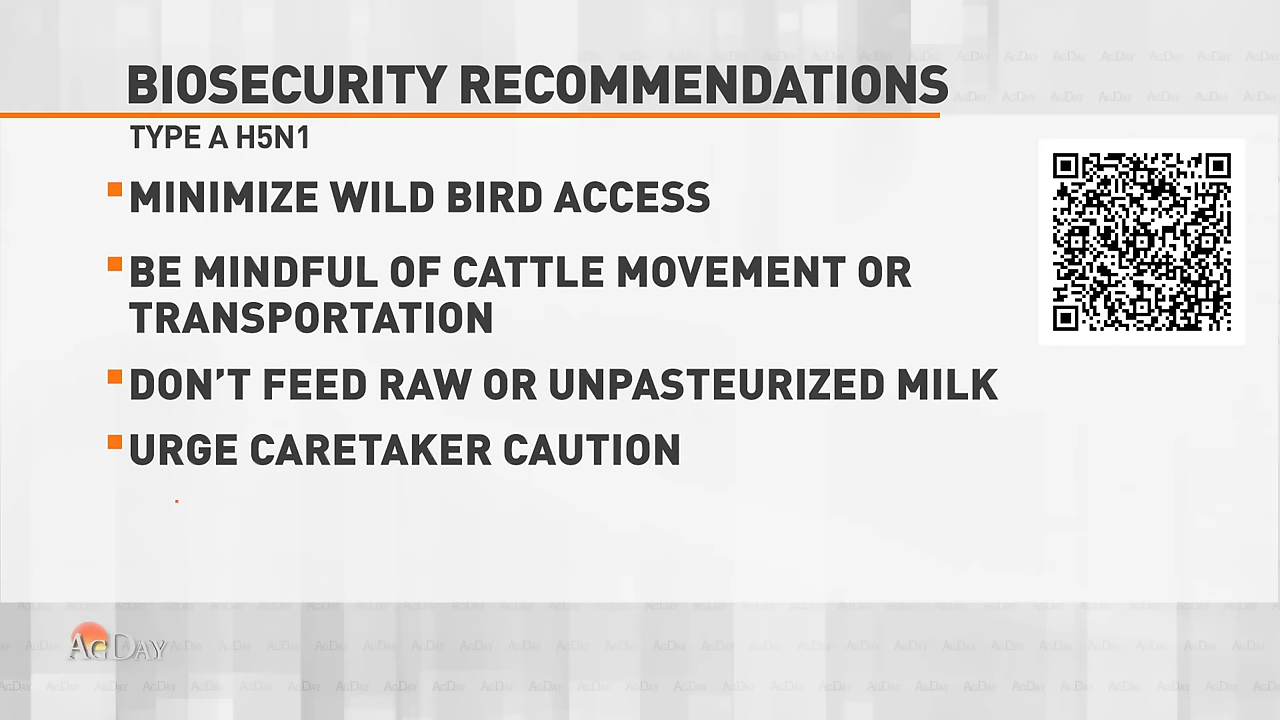 BIOSECURITY RECOMMENDATIONS
TYPE A H5N1
MINIMIZE WILD BIRD ACCESS
BE MINDFUL OF CATTLE MOVEMENT OR
TRANSPORTATION
DON'T FEED RAW OR UNPASTEURIZED MILK
URGE CARETAKER CAUTION
AGDAY